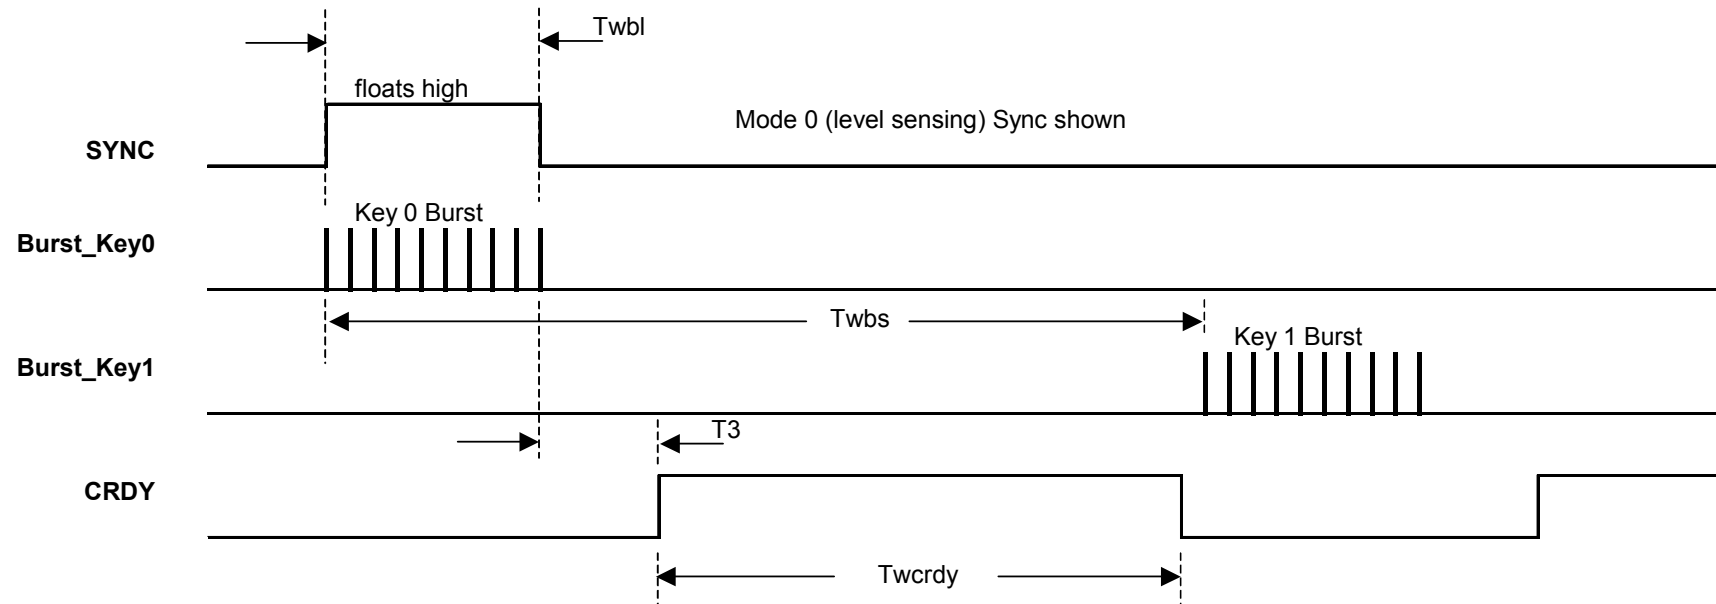 Twbl
floats high
Mode 0 (level sensing) Sync shown
SYNC
Key 0 Burst
Burst_Key0
Twbs
Key 1 Burst
Burst_Key1
T3
CRDY
Twcrdy